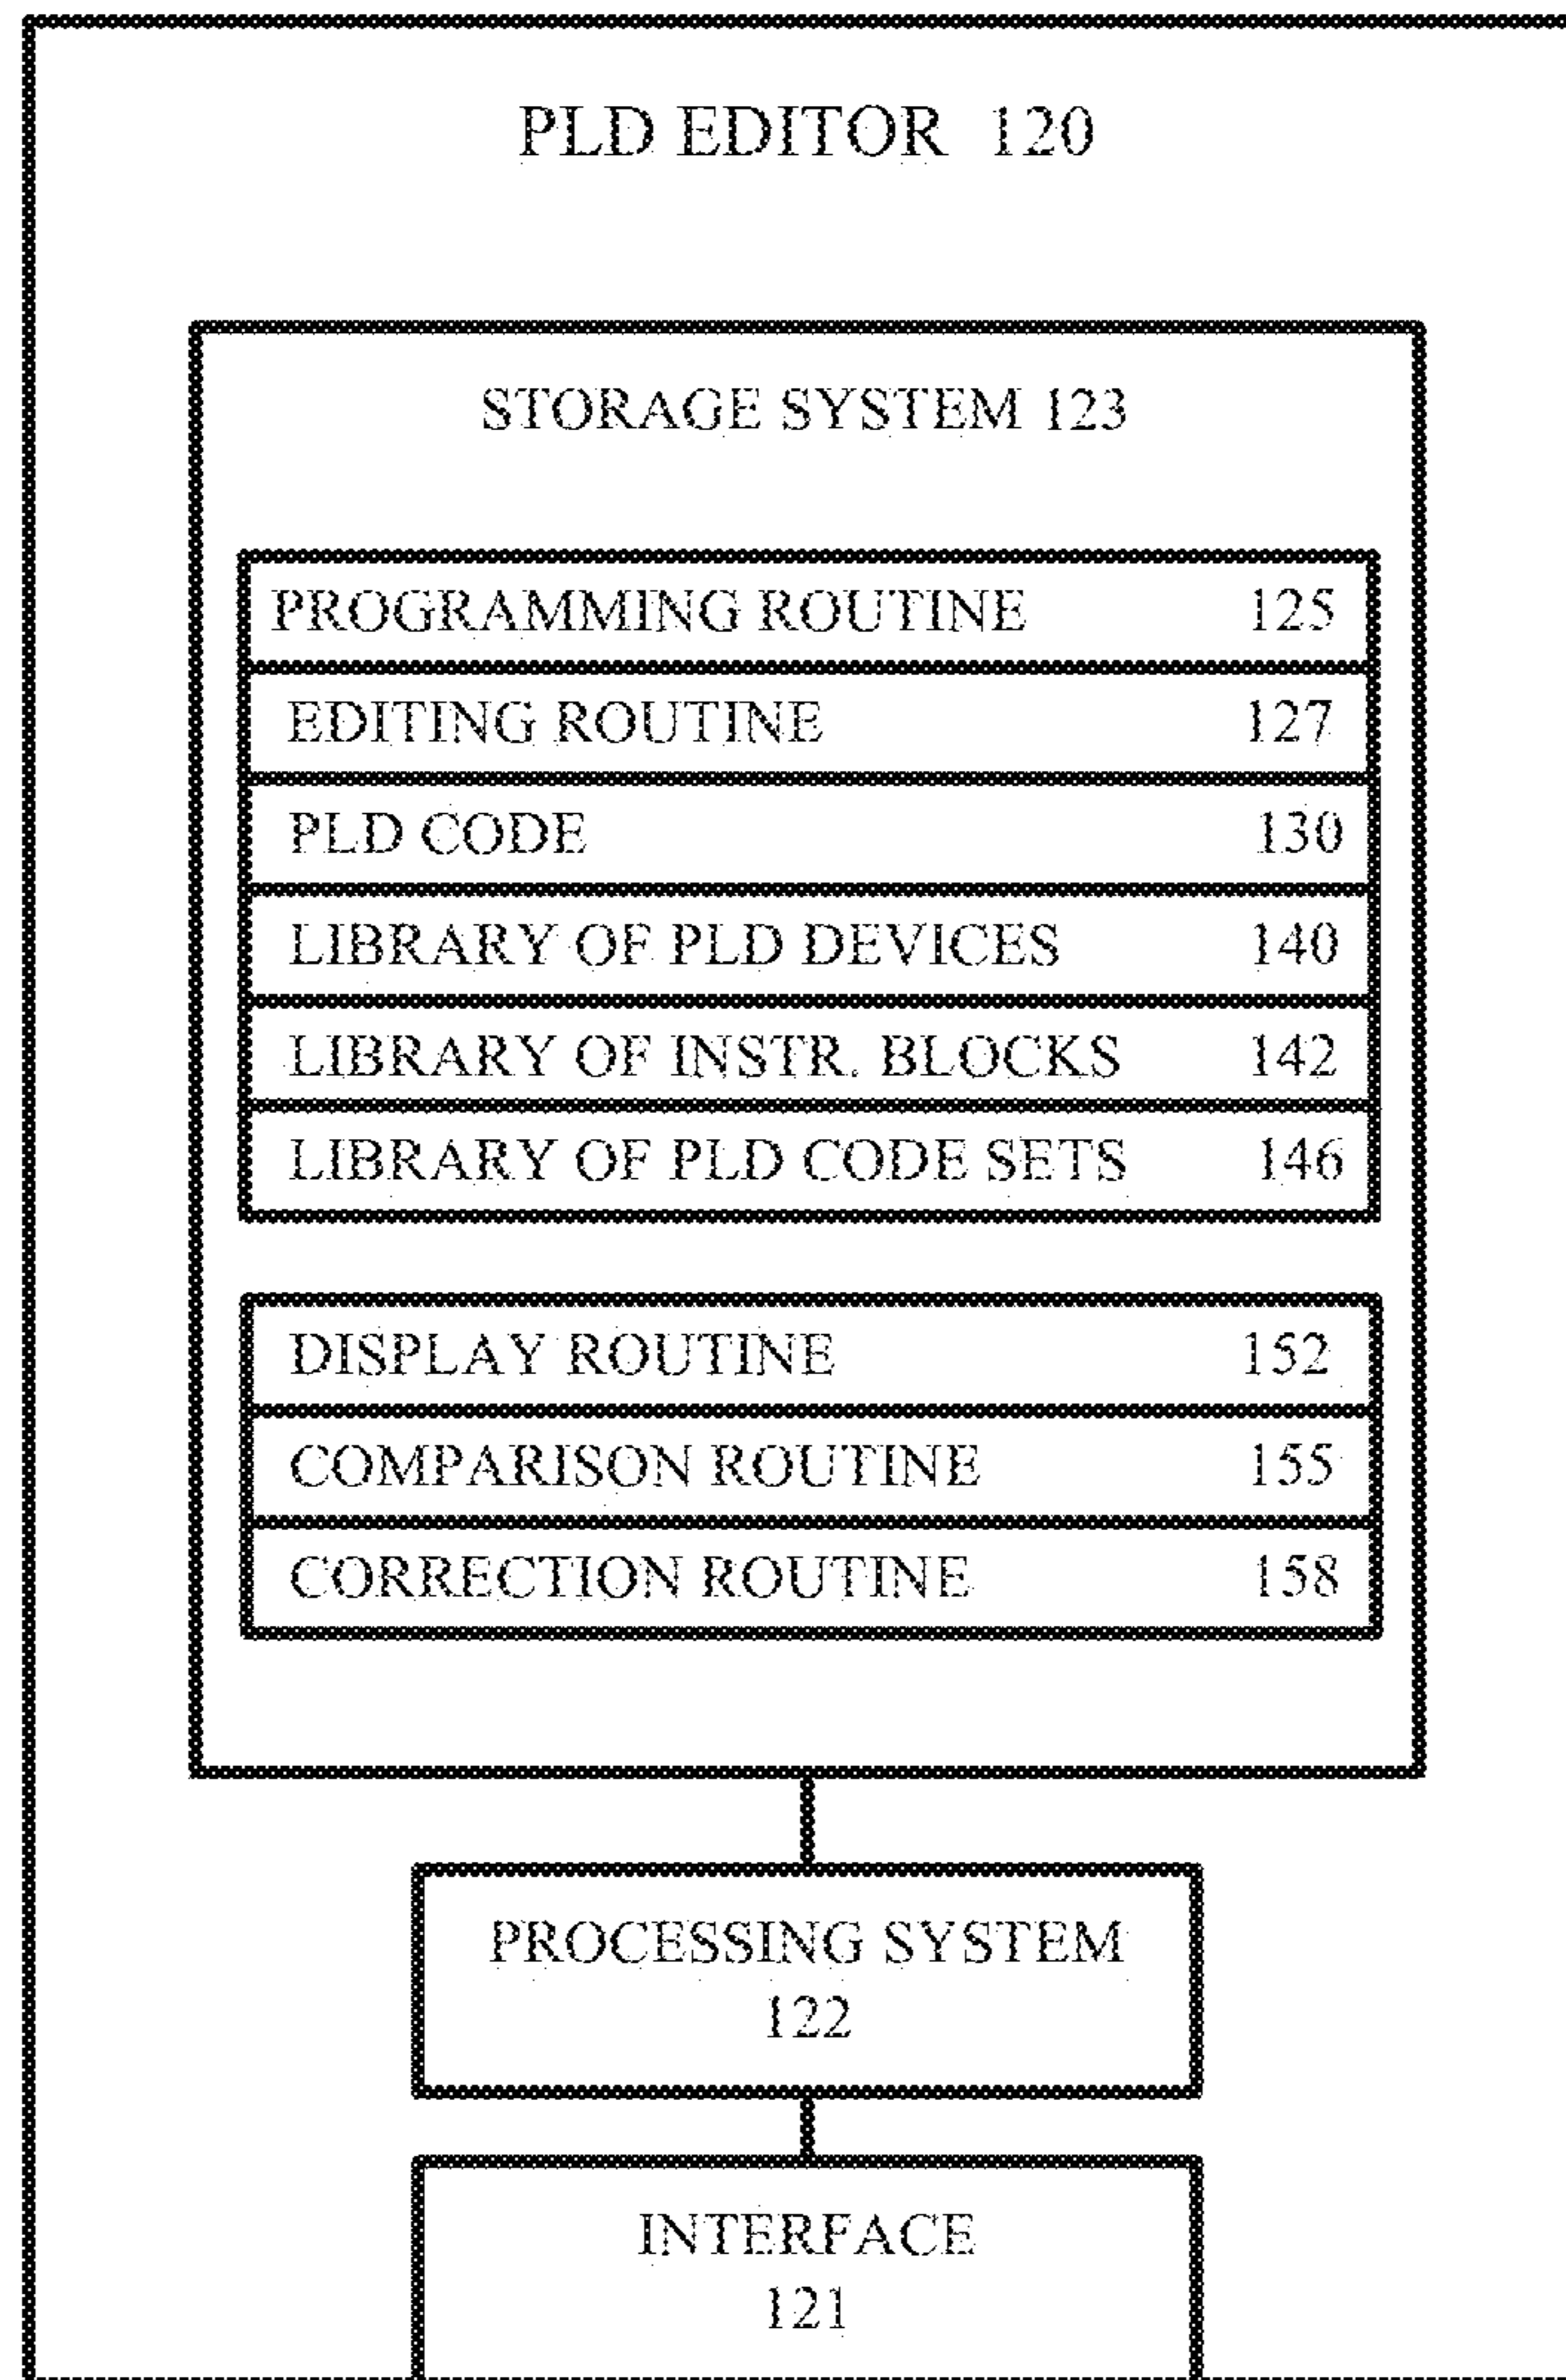 PLD EDITOR 120
STORAGE SYSTEM 123
PROGRAMMING ROUTINE 125
EDITING ROUTINE 127
PLD CODE 130
LIBRARY OF PLD DEVICES 140
LIBRARY OF INSTR. BLOCKS 142
LIBRARY OF PLD CODE SETS 146
DISPLAY ROUTINE 152
COMPARISON ROUTINE 155
CORRECTION ROUTINE 158
PROCESSING SYSTEM
122
INTERFACE
121